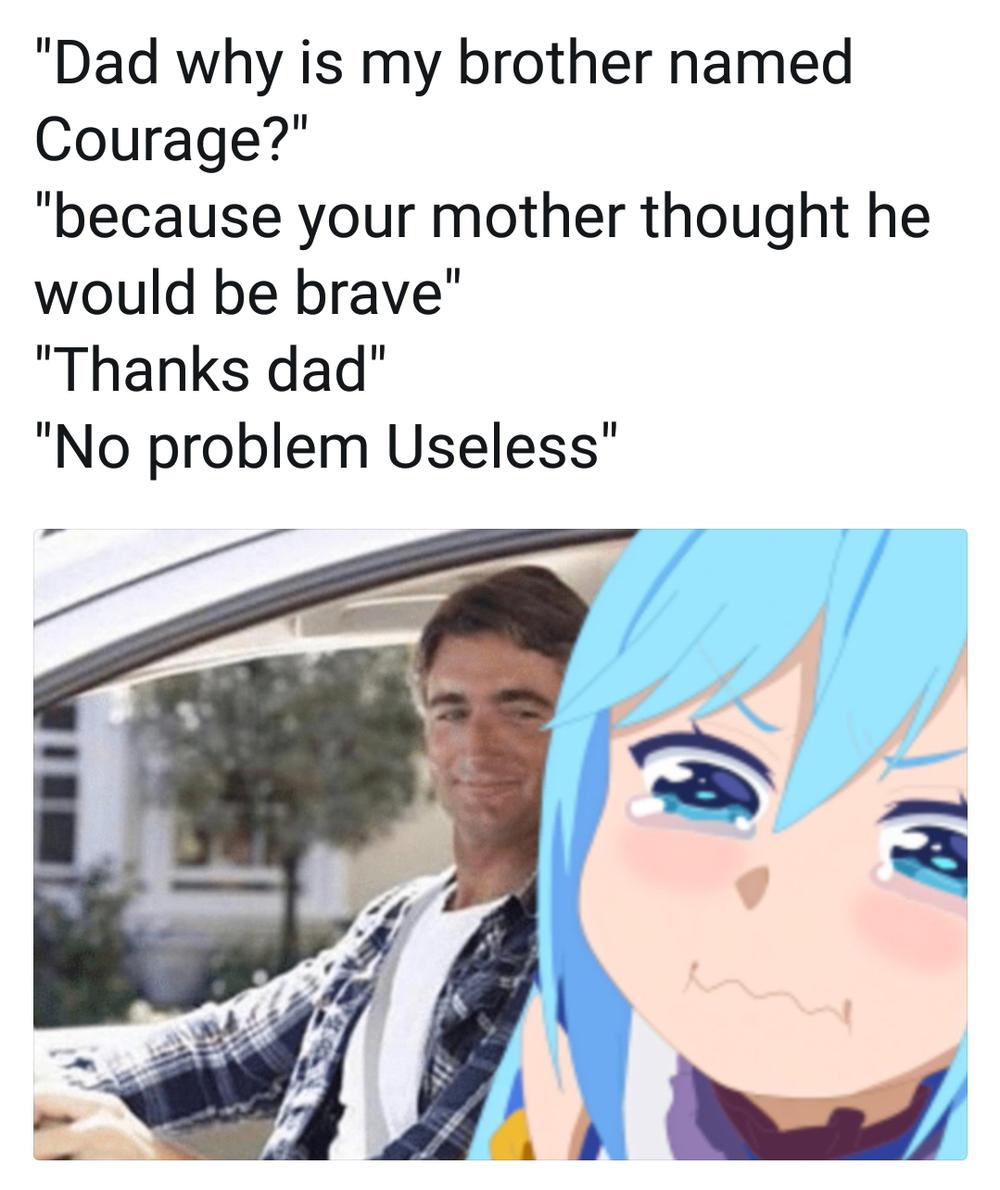 "Dad why is my brother named
Courage?"
"because your mother thought he
would be brave"
"Thanks dad"
"No problem Useless"